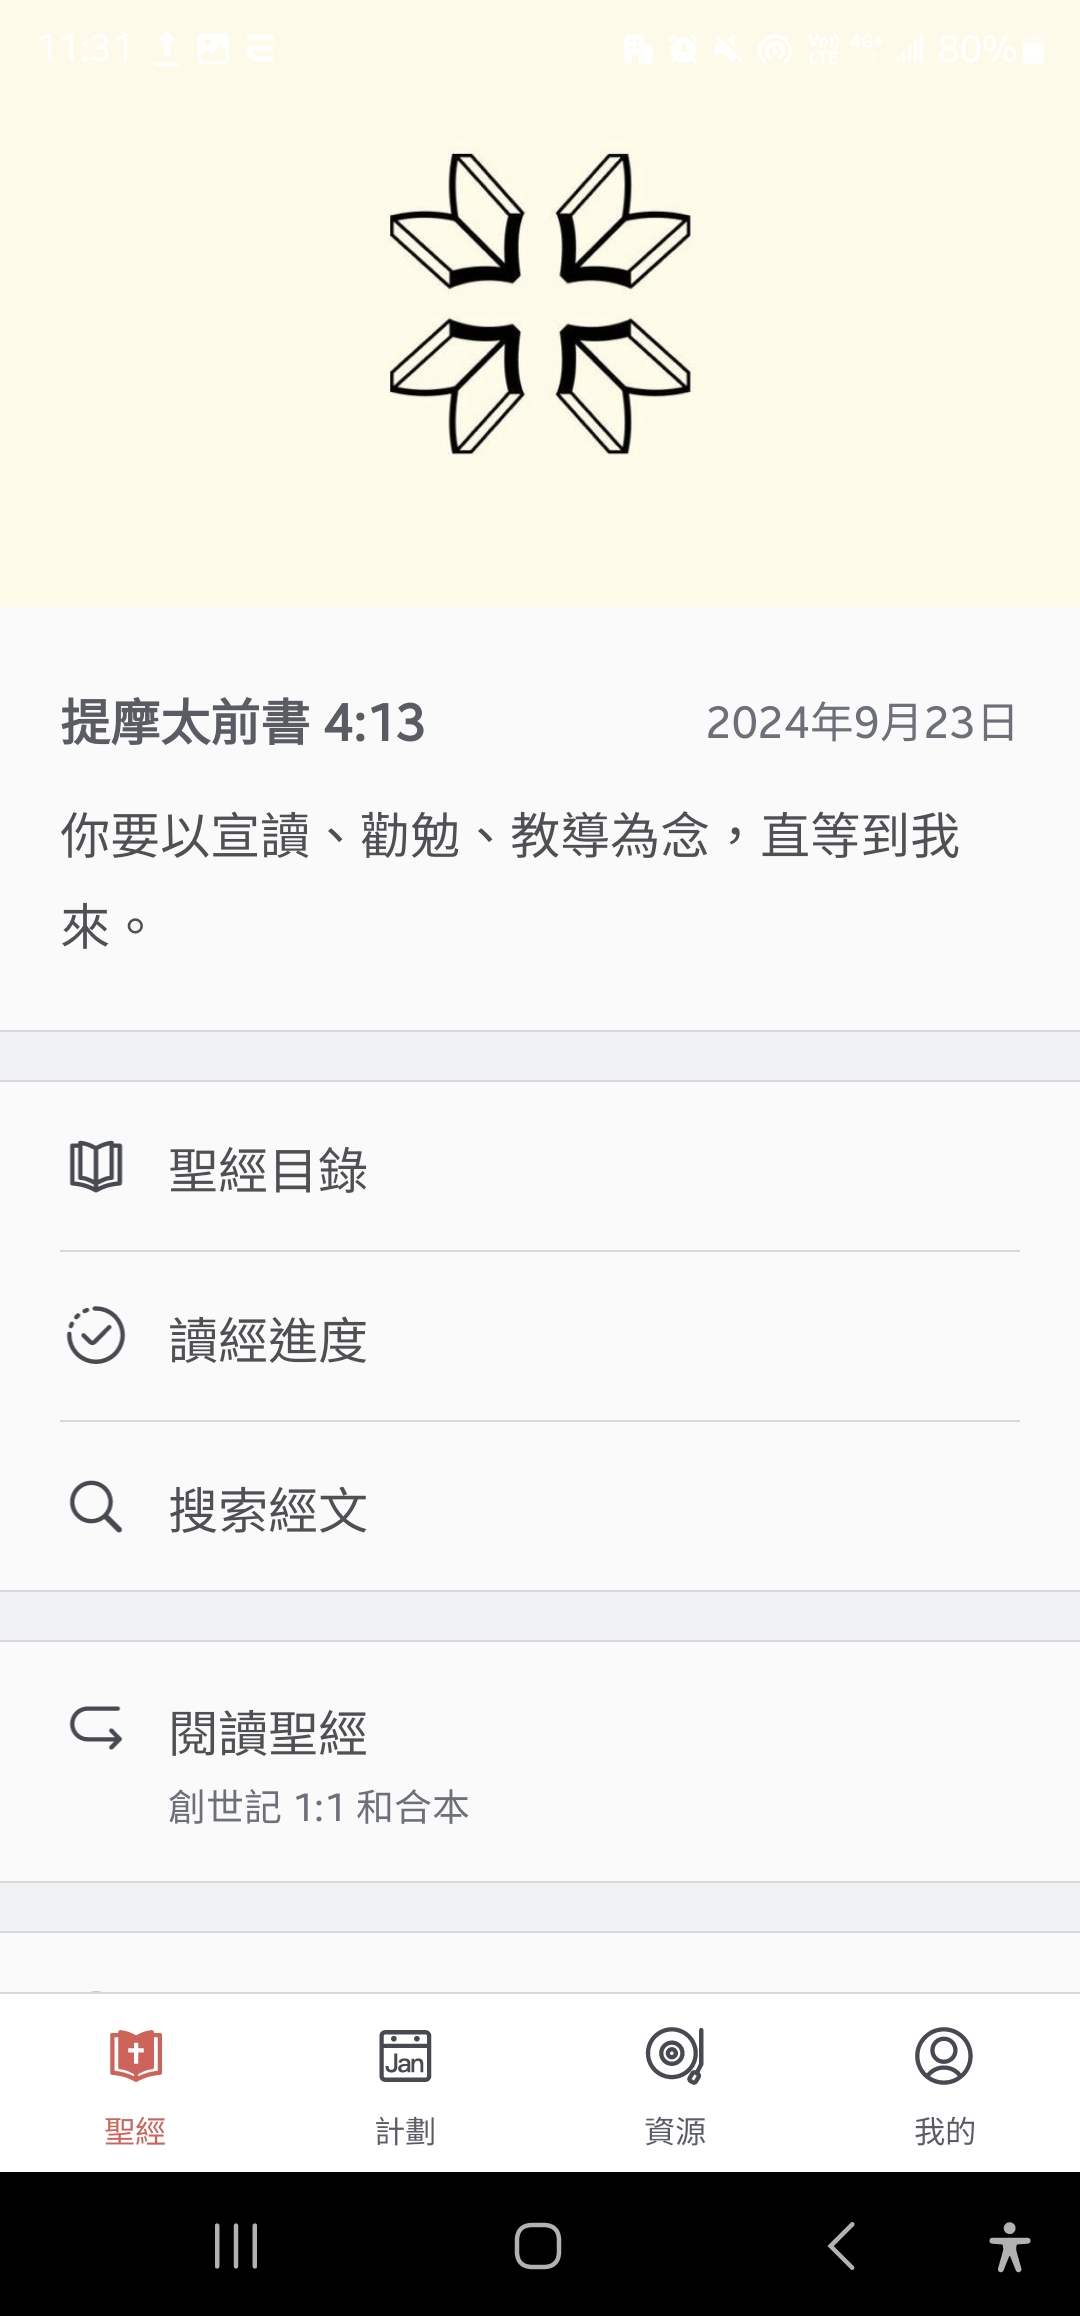 11:31
Vo))
LTE
4G+
80%
提摩太前書 4:13
2024年9月23日
你要以宣讀、勸勉、教導為念，直等到我
來。
聖經目錄
讀經進度
搜索經文
閱讀聖經
創世記 1:1 和合本
Jan
聖經
計劃
資源
我的